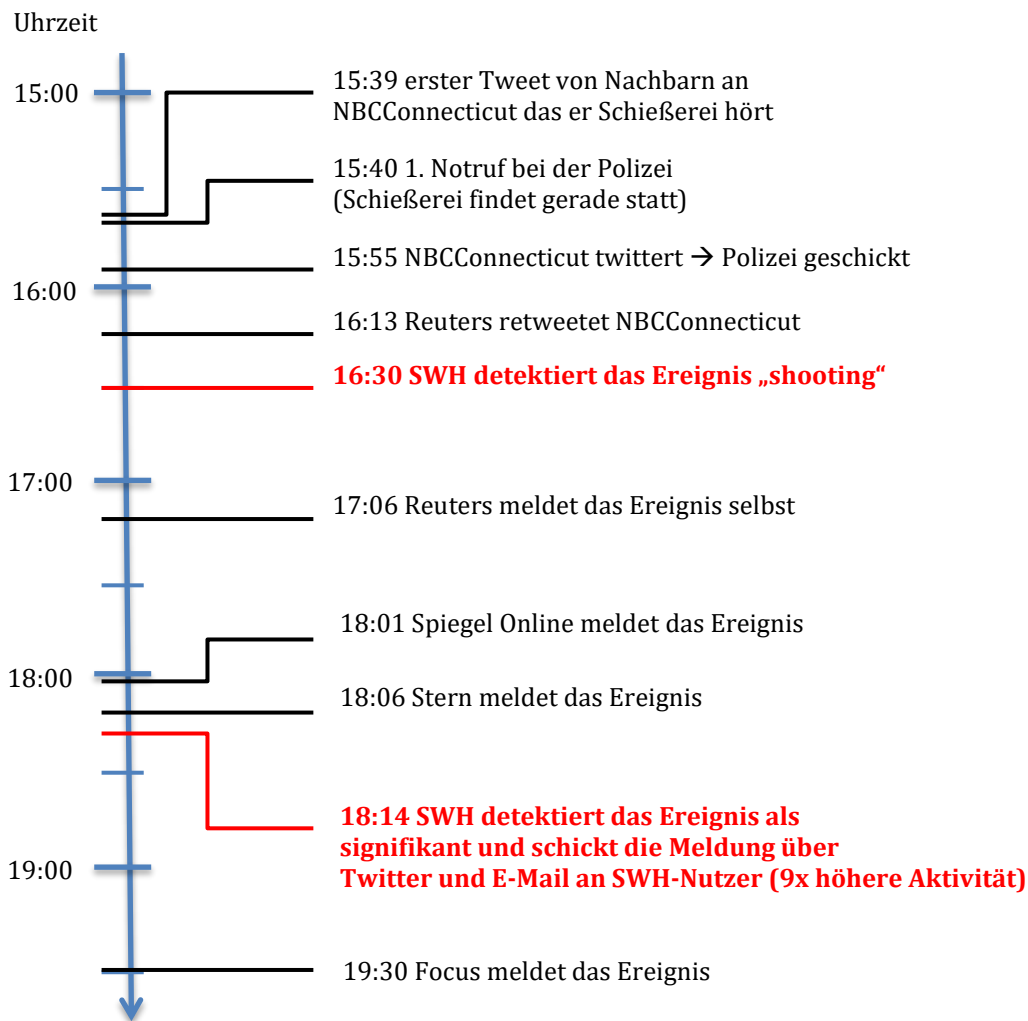 Uhrzeit
15:00
15:39 erster Tweet von Nachbarn an
NBCConnecticut das er Schießerei hört
15:40 1. Notruf bei der Polizei
(Schießerei findet gerade statt)
15:55 NBCConnecticut twittert → Polizei geschickt
16:00
16:13 Reuters retweetet NBCConnecticut
16:30 SWH detektiert das Ereignis „shooting“
17:00
17:06 Reuters meldet das Ereignis selbst
18:01 Spiegel Online meldet das Ereignis
18:00
18:06 Stern meldet das Ereignis
18:14 SWH detektiert das Ereignis als
signifikant und schickt die Meldung über
Twitter und E-Mail an SWH-Nutzer (9x höhere Aktivität)
19:00
19:30 Focus meldet das Ereignis